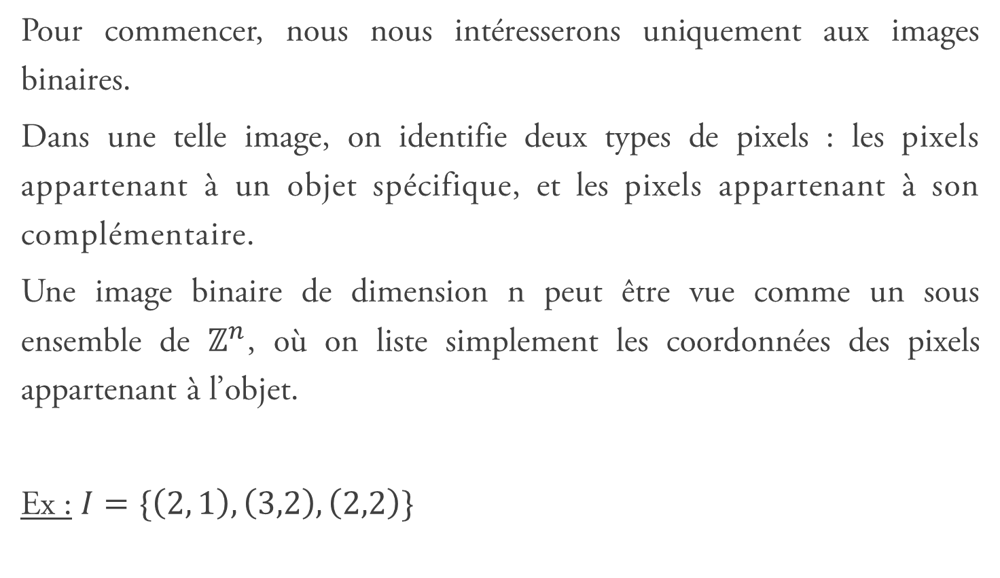 Pour commencer, nous nous intéresserons uniquement aux images
binaires.
Dans une telle image, on identifie deux types de pixels : les pixels
appartenant à un objet spécifique, et les pixels appartenant à son
complémentaire.
Une image binaire de dimension n peut être vue comme un sous
ensemble de ℤⁿ, où on liste simplement les coordonnées des pixels
appartenant à l’objet.
Ex : I = {(2, 1), (3,2), (2,2)}